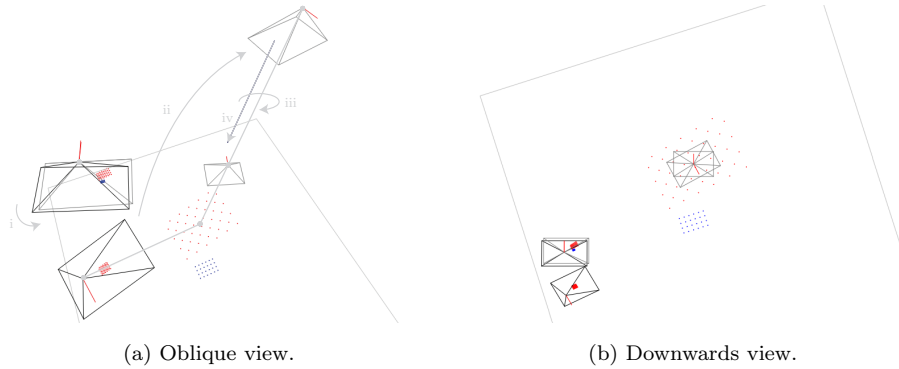 ii
iii
iv
i
(a) Oblique view.
(b) Downwards view.